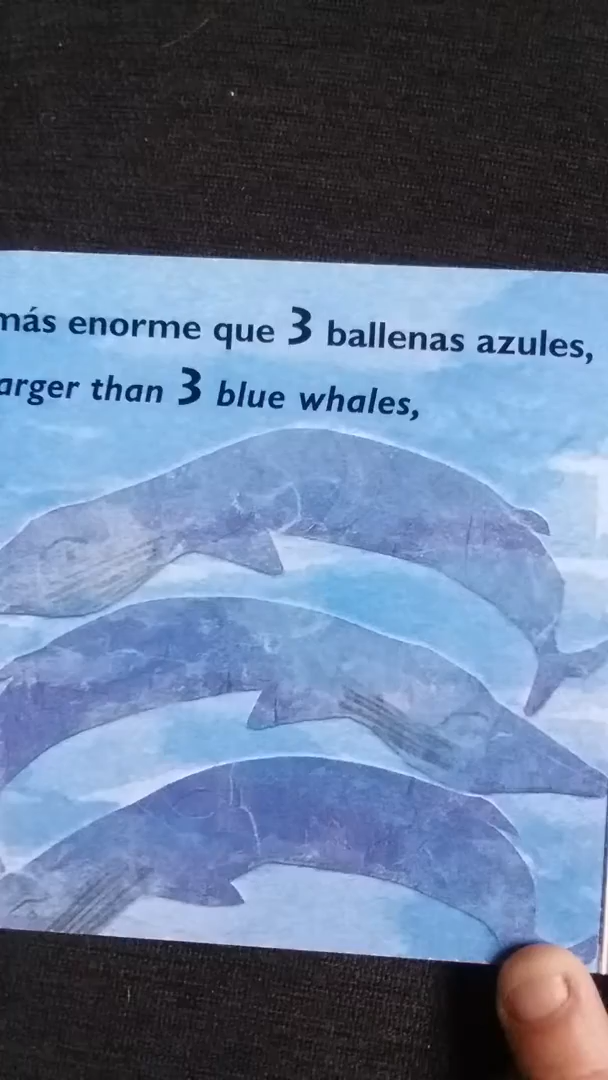 más enorme que 3 ballenas azules,
arger than 3 blue whales,